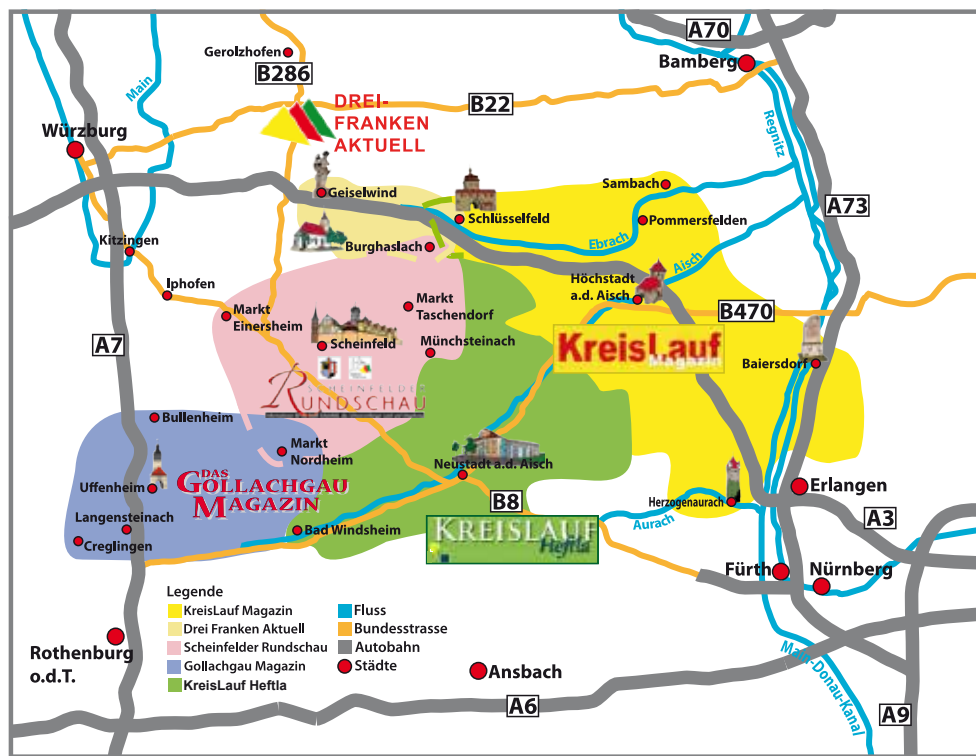 A70
Gerolzhofen
Bamberg
B286
Main
B22
DREI-
FRANKEN
AKTUELL
Regnitz
Würzburg
Geiselwind
Sambach
A73
Schlüsselfeld
Pommersfelden
Kitzingen
Burghaslach
Ebrach
Aisch
Iphofen
Höchstadt
a.d. Aisch
Markt
Einersheim
Markt
Taschendorf
B470
A7
Scheinfeld
Münchsteinach
KreisLauf
Magazin
Baiersdorf
SCHEINFELDER
RUNDSCHAU
Bullenheim
Markt
Nordheim
Neustadt a.d. Aisch
Uffenheim
DAS
GOLLACHGAU
MAGAZIN
B8
Herzogenaurach
Erlangen
Langensteinach
Creglingen
Bad Windsheim
KREISLAUF
Heftla
Aurach
A3
Fürth
Nürnberg
Legende
KreisLauf Magazin
Drei Franken Aktuell
Scheinfelder Rundschau
Gollachgau Magazin
KreisLauf Heftla
Fluss
Bundesstrasse
Autobahn
Städte
Rothenburg
o.d.T.
Ansbach
Main-Donau-Kanal
A6
A9